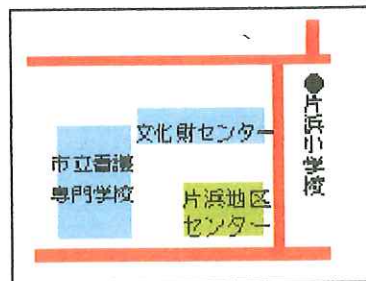 文化財センター
市立看護
専門学校
片浜地区
センター
片浜小学校